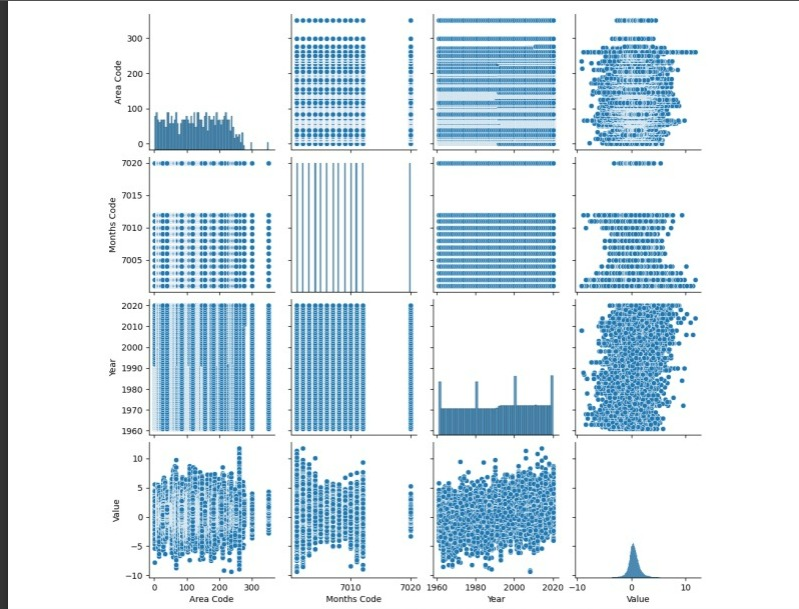 Area Code
300
200
100
0
Months Code
7020
7015
7010
7005
Year
2020
2010
2000
1990
1980
1970
1960
Value
10
5
0
−5
−10
0 100 200 300
7010 7020
1960 1980 2000 2020
−10 0 10
Area Code Months Code Year Value